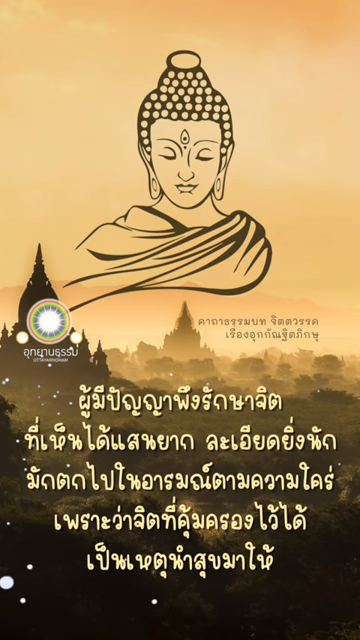 คาถาธรรมบท จิตตวรรค
เรื่องอุกกัณฐิตภิกษุ
อุทยานธรรม
UTTAYARNDHAM
ผู้มีปัญญาพึงรักษาจิต
ที่เห็นได้แสนยาก ละเอียดยิ่งนัก
มักตกไปในอารมณ์ตามความใคร่
เพราะว่าจิตที่คุ้มครองไว้ได้
เป็นเหตุนำสุขมาให้